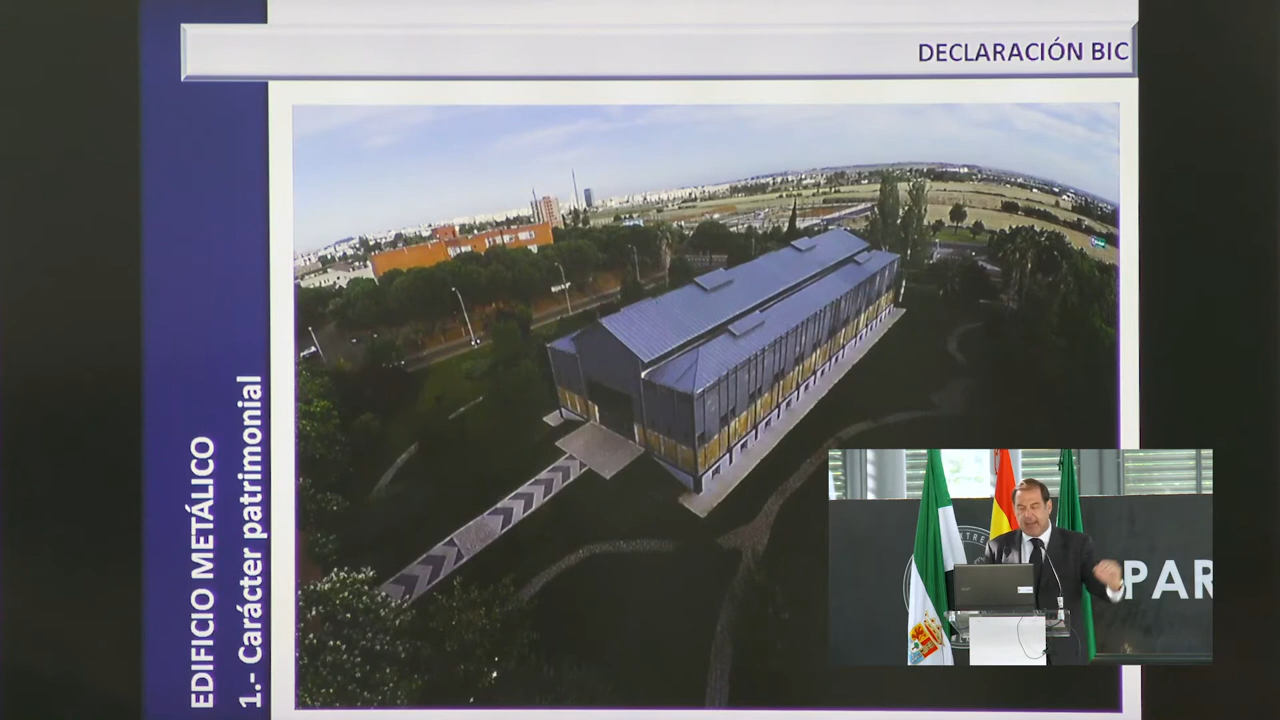 DECLARACIÓN BIC
EDIFICIO METÁLICO
1.- Carácter patrimonial
PAR